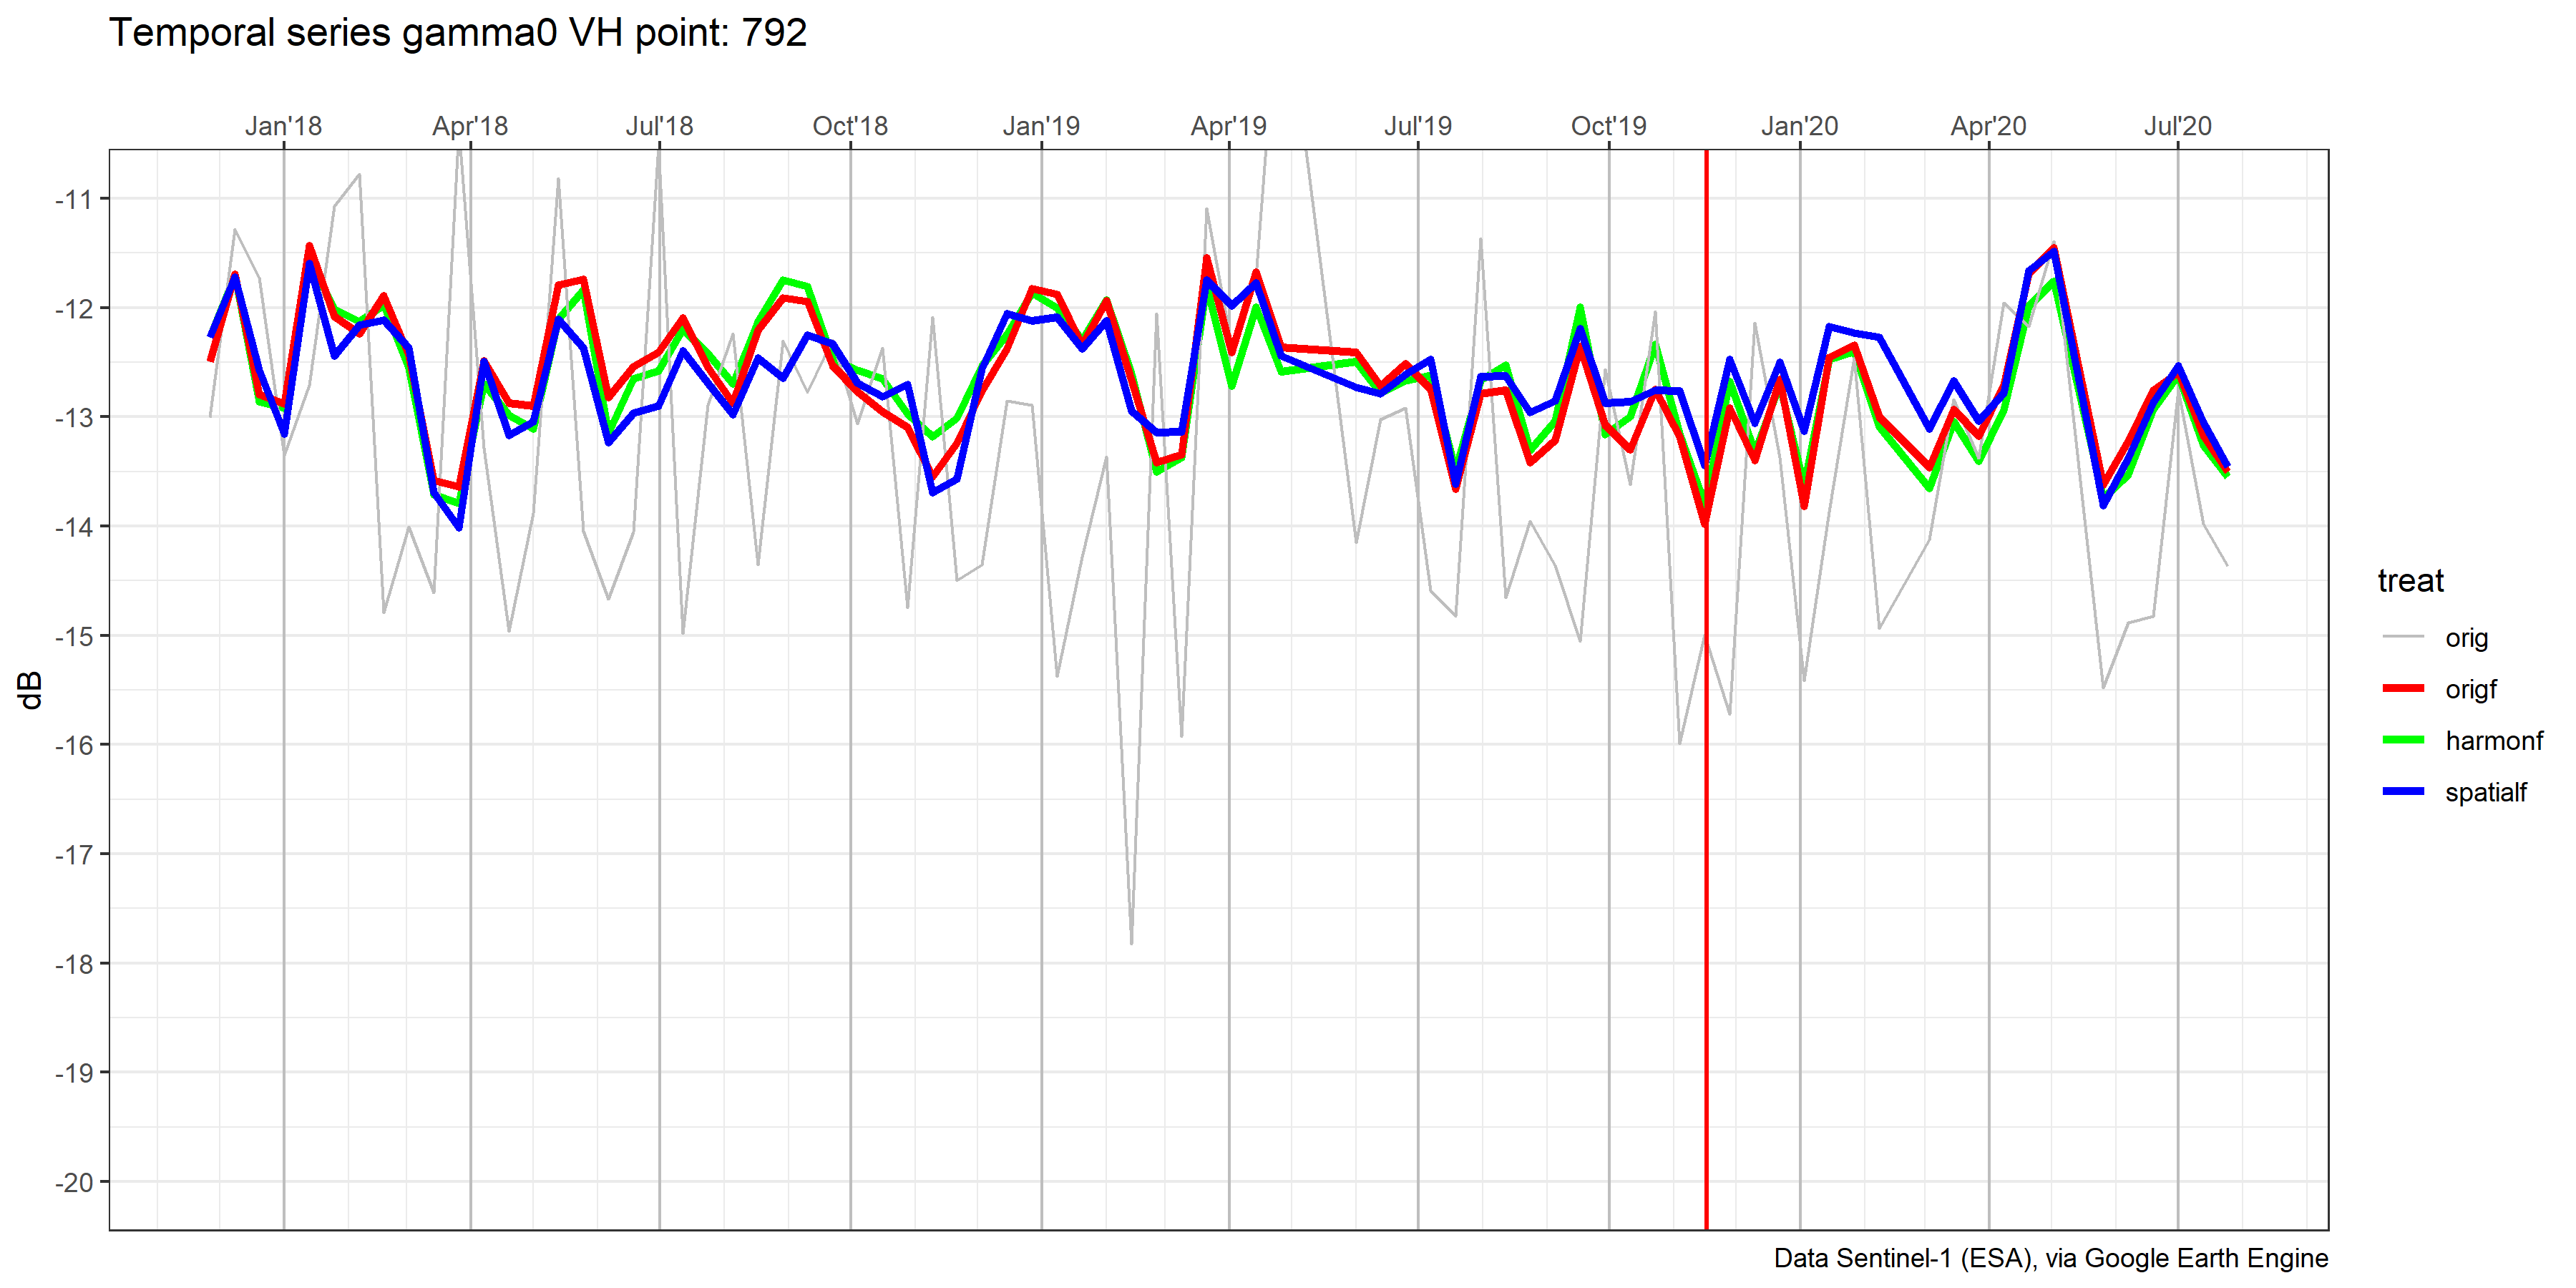 Temporal series gamma0 VH point: 792
Jan'18 Apr'18 Jul'18 Oct'18 Jan'19 Apr'19 Jul'19 Oct'19 Jan'20 Apr'20 Jul'20
-11
-12
-13
-14
-15
-16
-17
-18
-19
-20
dB
treat
orig
origf
harmonf
spatialf
Data Sentinel-1 (ESA), via Google Earth Engine